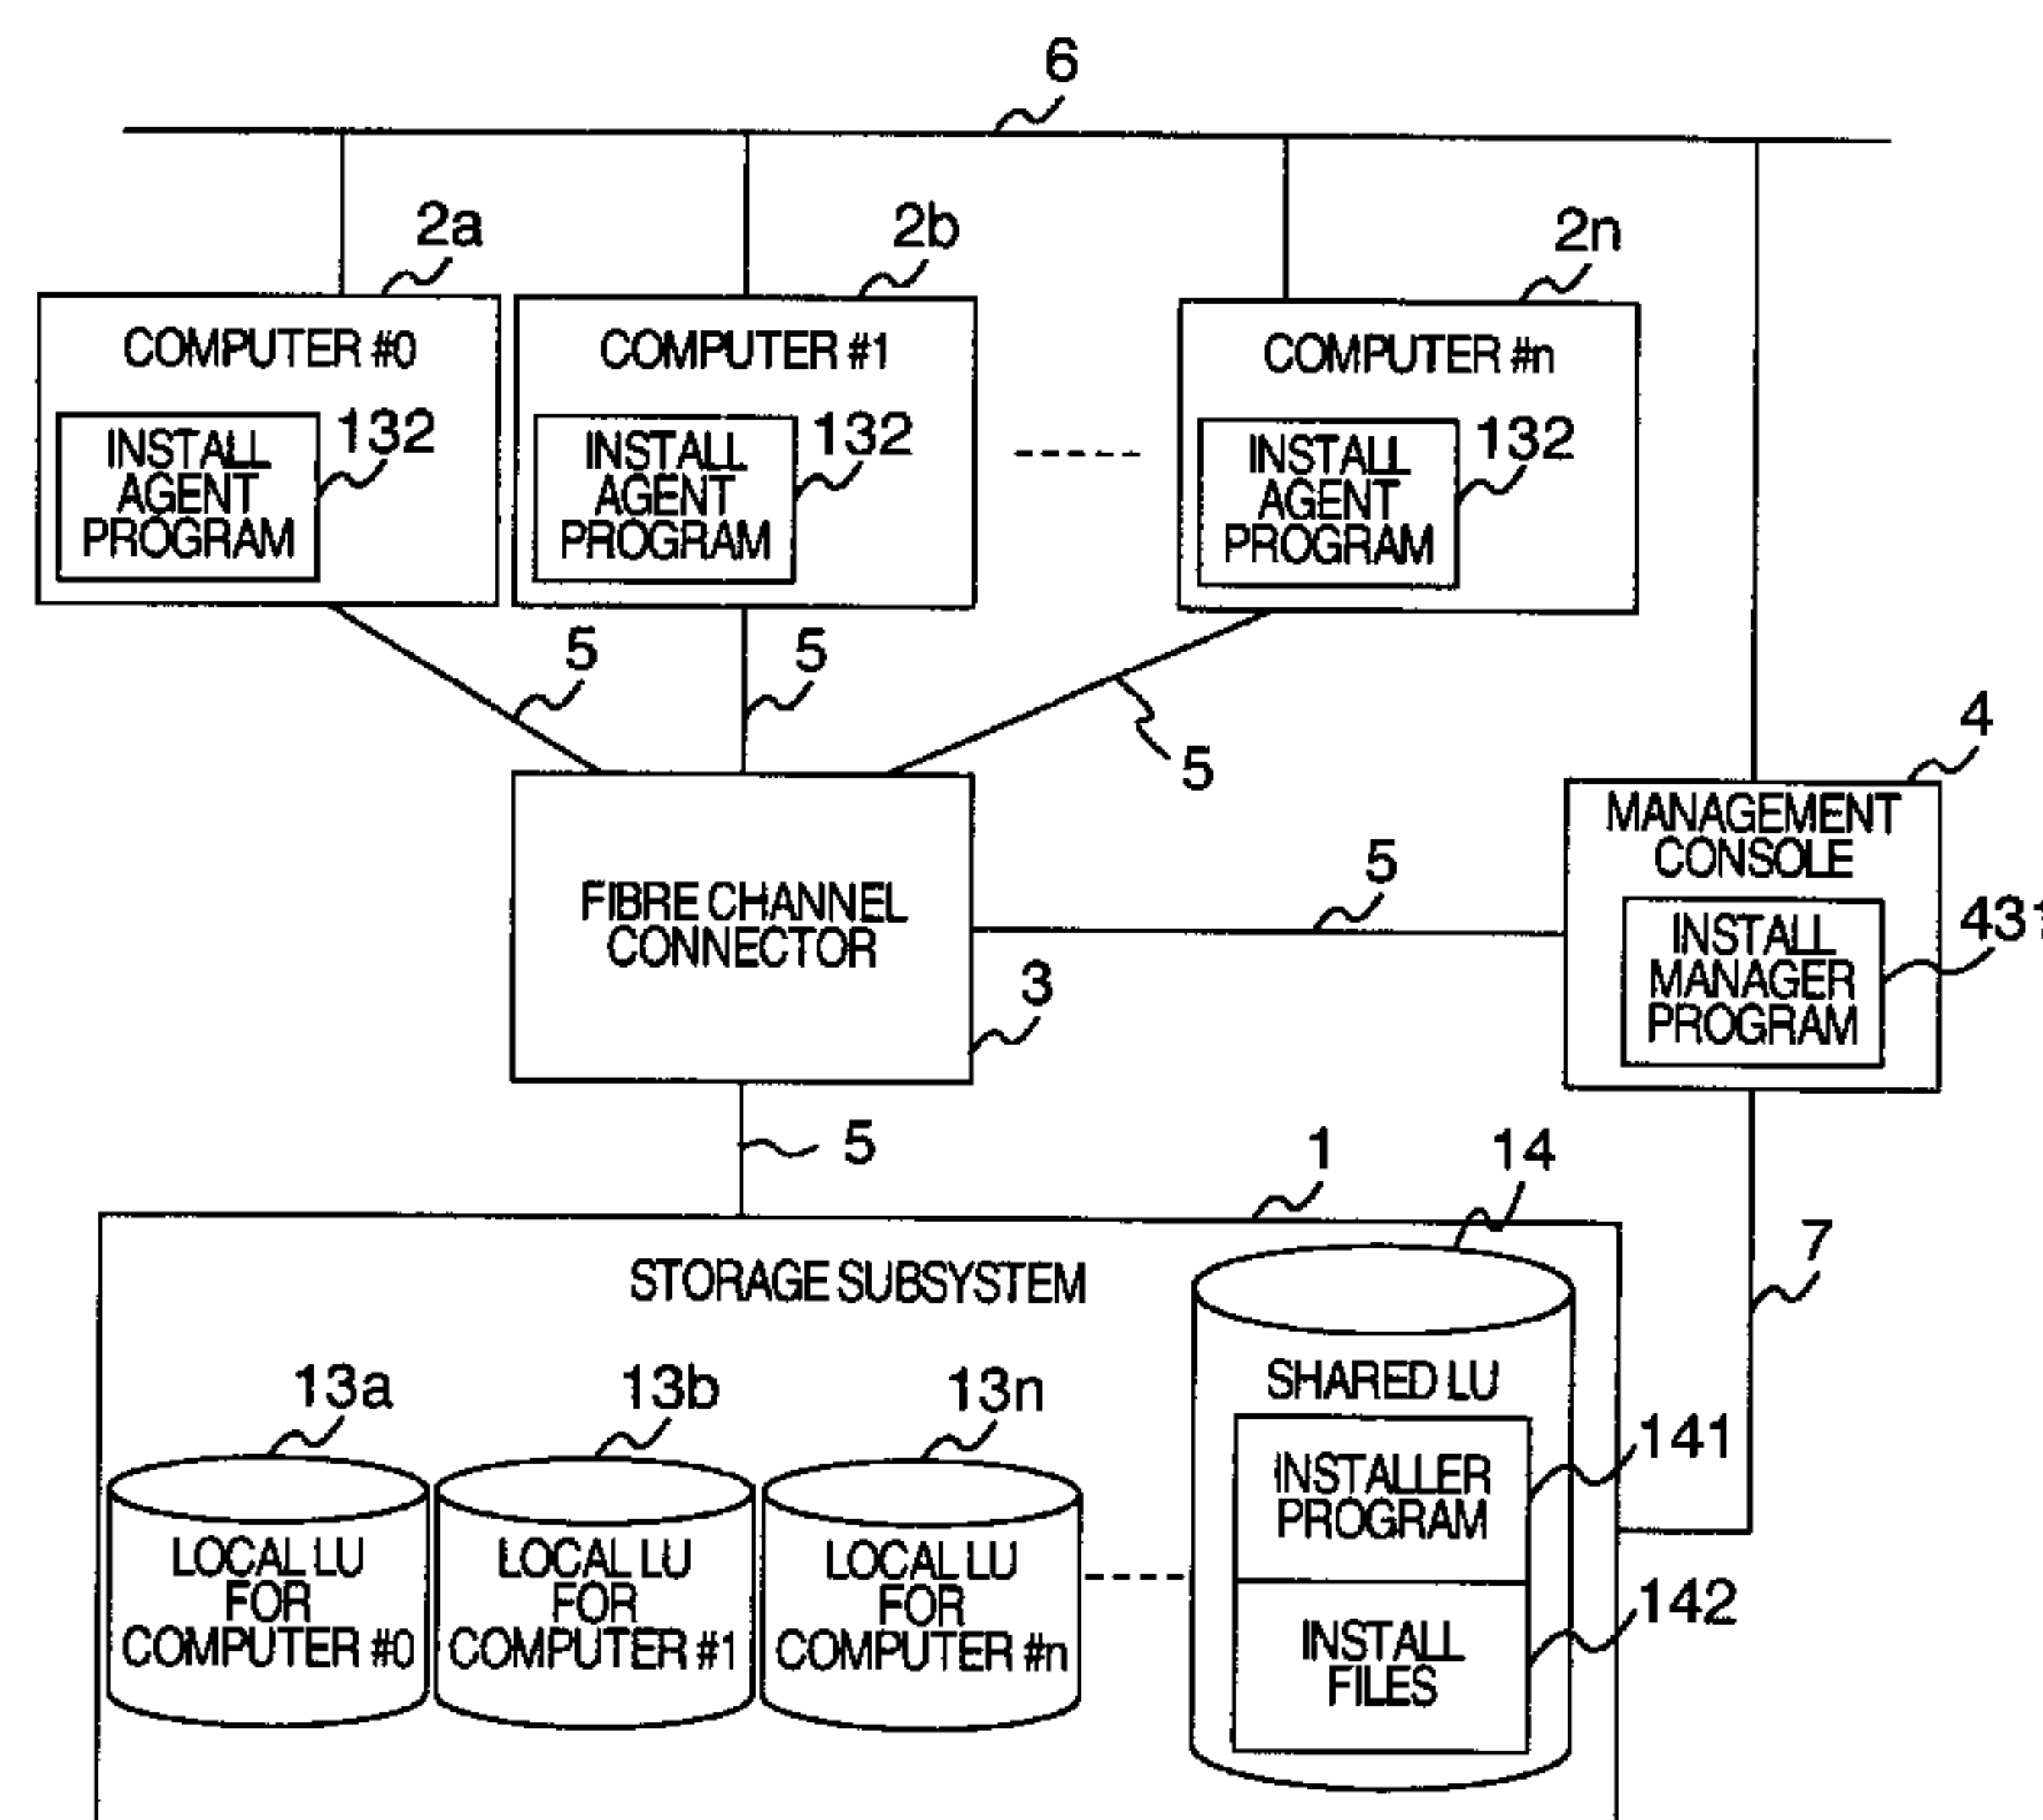 6
2a
2b
2n
COMPUTER #0
COMPUTER #1
COMPUTER #n
INSTALL
AGENT
PROGRAM
132
INSTALL
AGENT
PROGRAM
132
INSTALL
AGENT
PROGRAM
132
5
5
5
4
MANAGEMENT
CONSOLE
5
INSTALL
MANAGER
PROGRAM
431
FIBRE CHANNEL
CONNECTOR
3
5
1
14
7
STORAGE SUBSYSTEM
SHARED LU
13a
13b
13n
141
INSTALLER
PROGRAM
LOCAL LU
FOR
COMPUTER #0
LOCAL LU
FOR
COMPUTER #1
LOCAL LU
FOR
COMPUTER #n
142
INSTALL
FILES